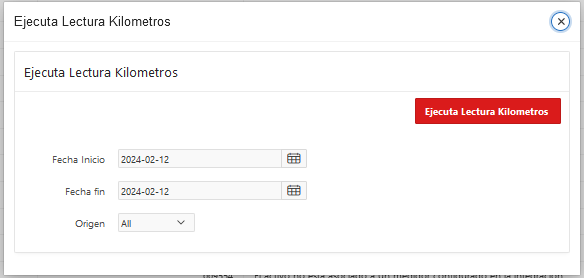 Ejecuta Lectura Kilometros
Ejecuta Lectura Kilometros
Ejecuta Lectura Kilometros
Fecha Inicio 2024-02-12
Fecha fin 2024-02-12
Origen All